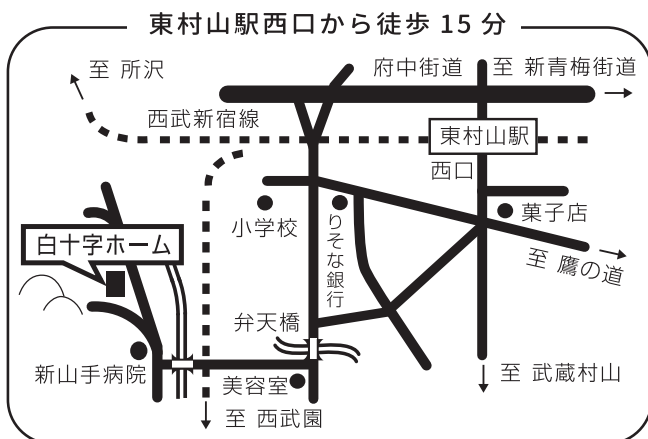 東村山駅西口から徒歩 15 分
至 所沢
府中街道
至 新青梅街道
西武新宿線
東村山駅
西口
小学校
りそな銀行
菓子店
白十字ホーム
至 鷹の道
弁天橋
新山手病院
美容室
至 武蔵村山
至 西武園